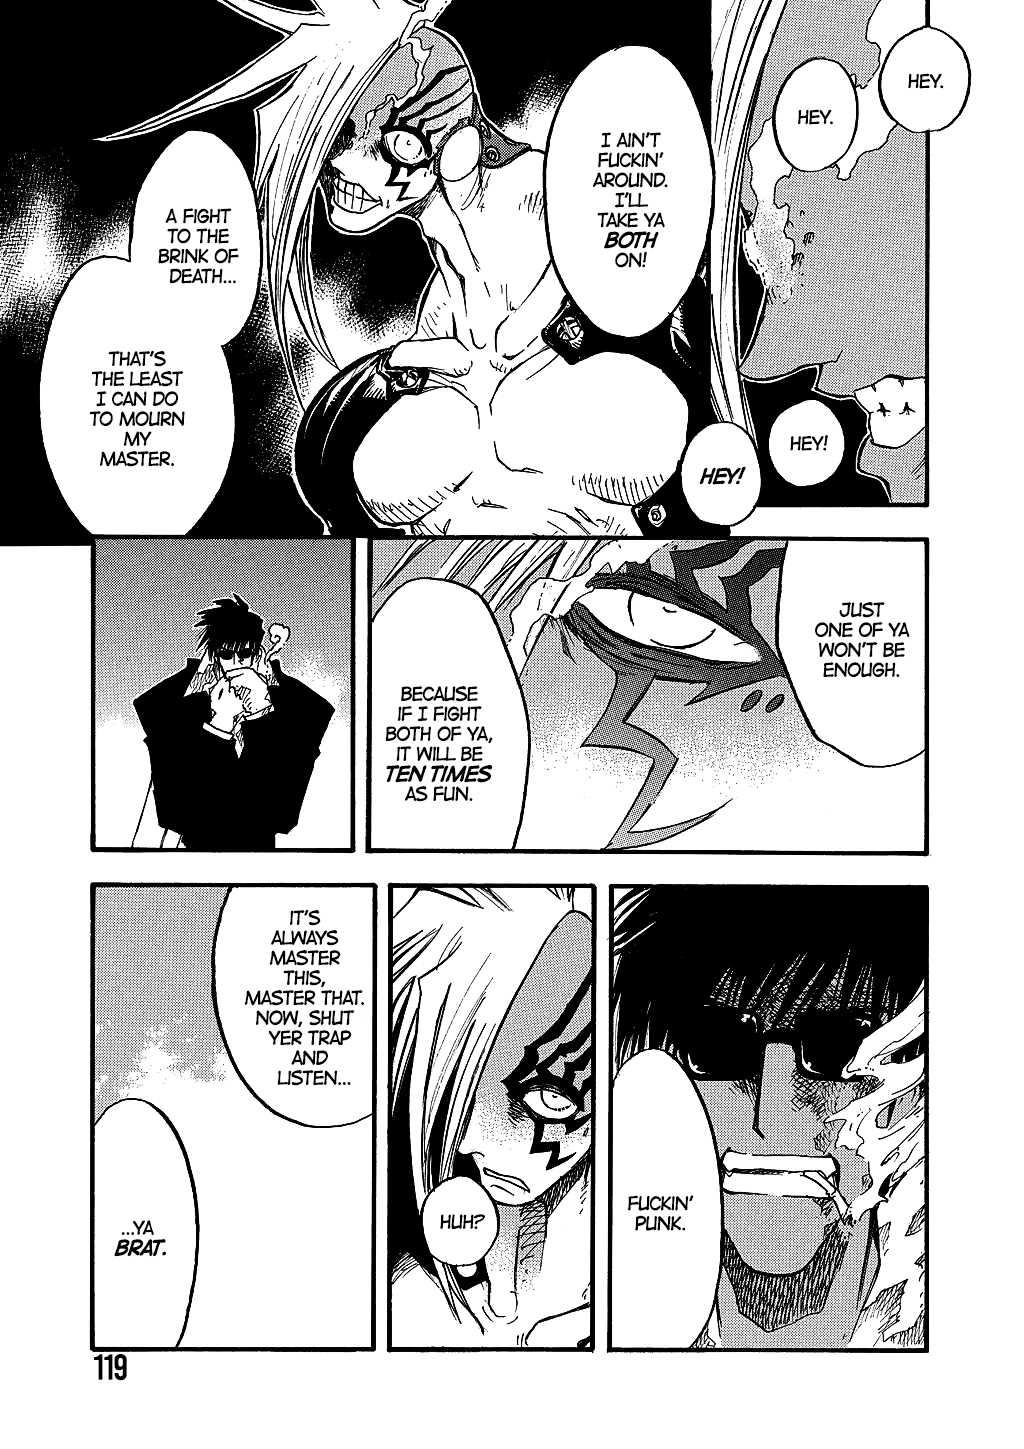 HEY.
HEY.
I AIN'T
FUCKIN'
AROUND.
I'LL
TAKE YA
BOTH
ON!
HEY!
HEY!
A FIGHT
TO THE
BRINK OF
DEATH...
THAT'S
THE LEAST
I CAN DO
TO MOURN
MY
MASTER.
JUST
ONE OF YA
WON'T BE
ENOUGH.
BECAUSE
IF I FIGHT
BOTH OF YA,
IT WILL BE
TEN TIMES
AS FUN.
FUCKIN'
PUNK.
HUH?
IT'S
ALWAYS
MASTER
THIS,
MASTER THAT.
NOW, SHUT
YER TRAP
AND
LISTEN...
...YA
BRAT.
119